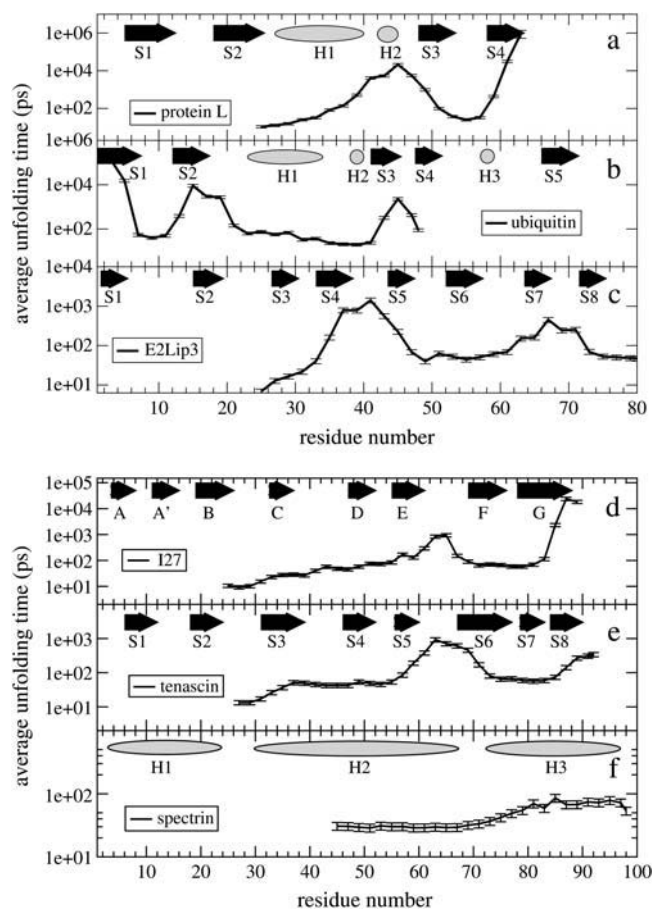 1e+06
S1 S2 H1 H2 S3 S4 a
1e+04
1e+02
protein L
1e+06
S1 S2 H1 H2 S3 S4 H3 S5 b
1e+04
1e+02
ubiquitin
1e+04
S1 S2 S3 S4 S5 S6 S7 S8 c
1e+03
1e+02
E2Lip3
1e+01
10 20 30 40 50 60 70 80
residue number
average unfolding time (ps)
1e+05
A A' B C D E F G d
1e+04
1e+03
1e+02
I27
1e+01
S1 S2 S3 S4 S5 S6 S7 S8 e
1e+03
1e+02
tenascin
1e+01
H1 H2 H3 f
1e+02
spectrin
1e+01
10 20 30 40 50 60 70 80 90 100
residue number
average unfolding time (ps)